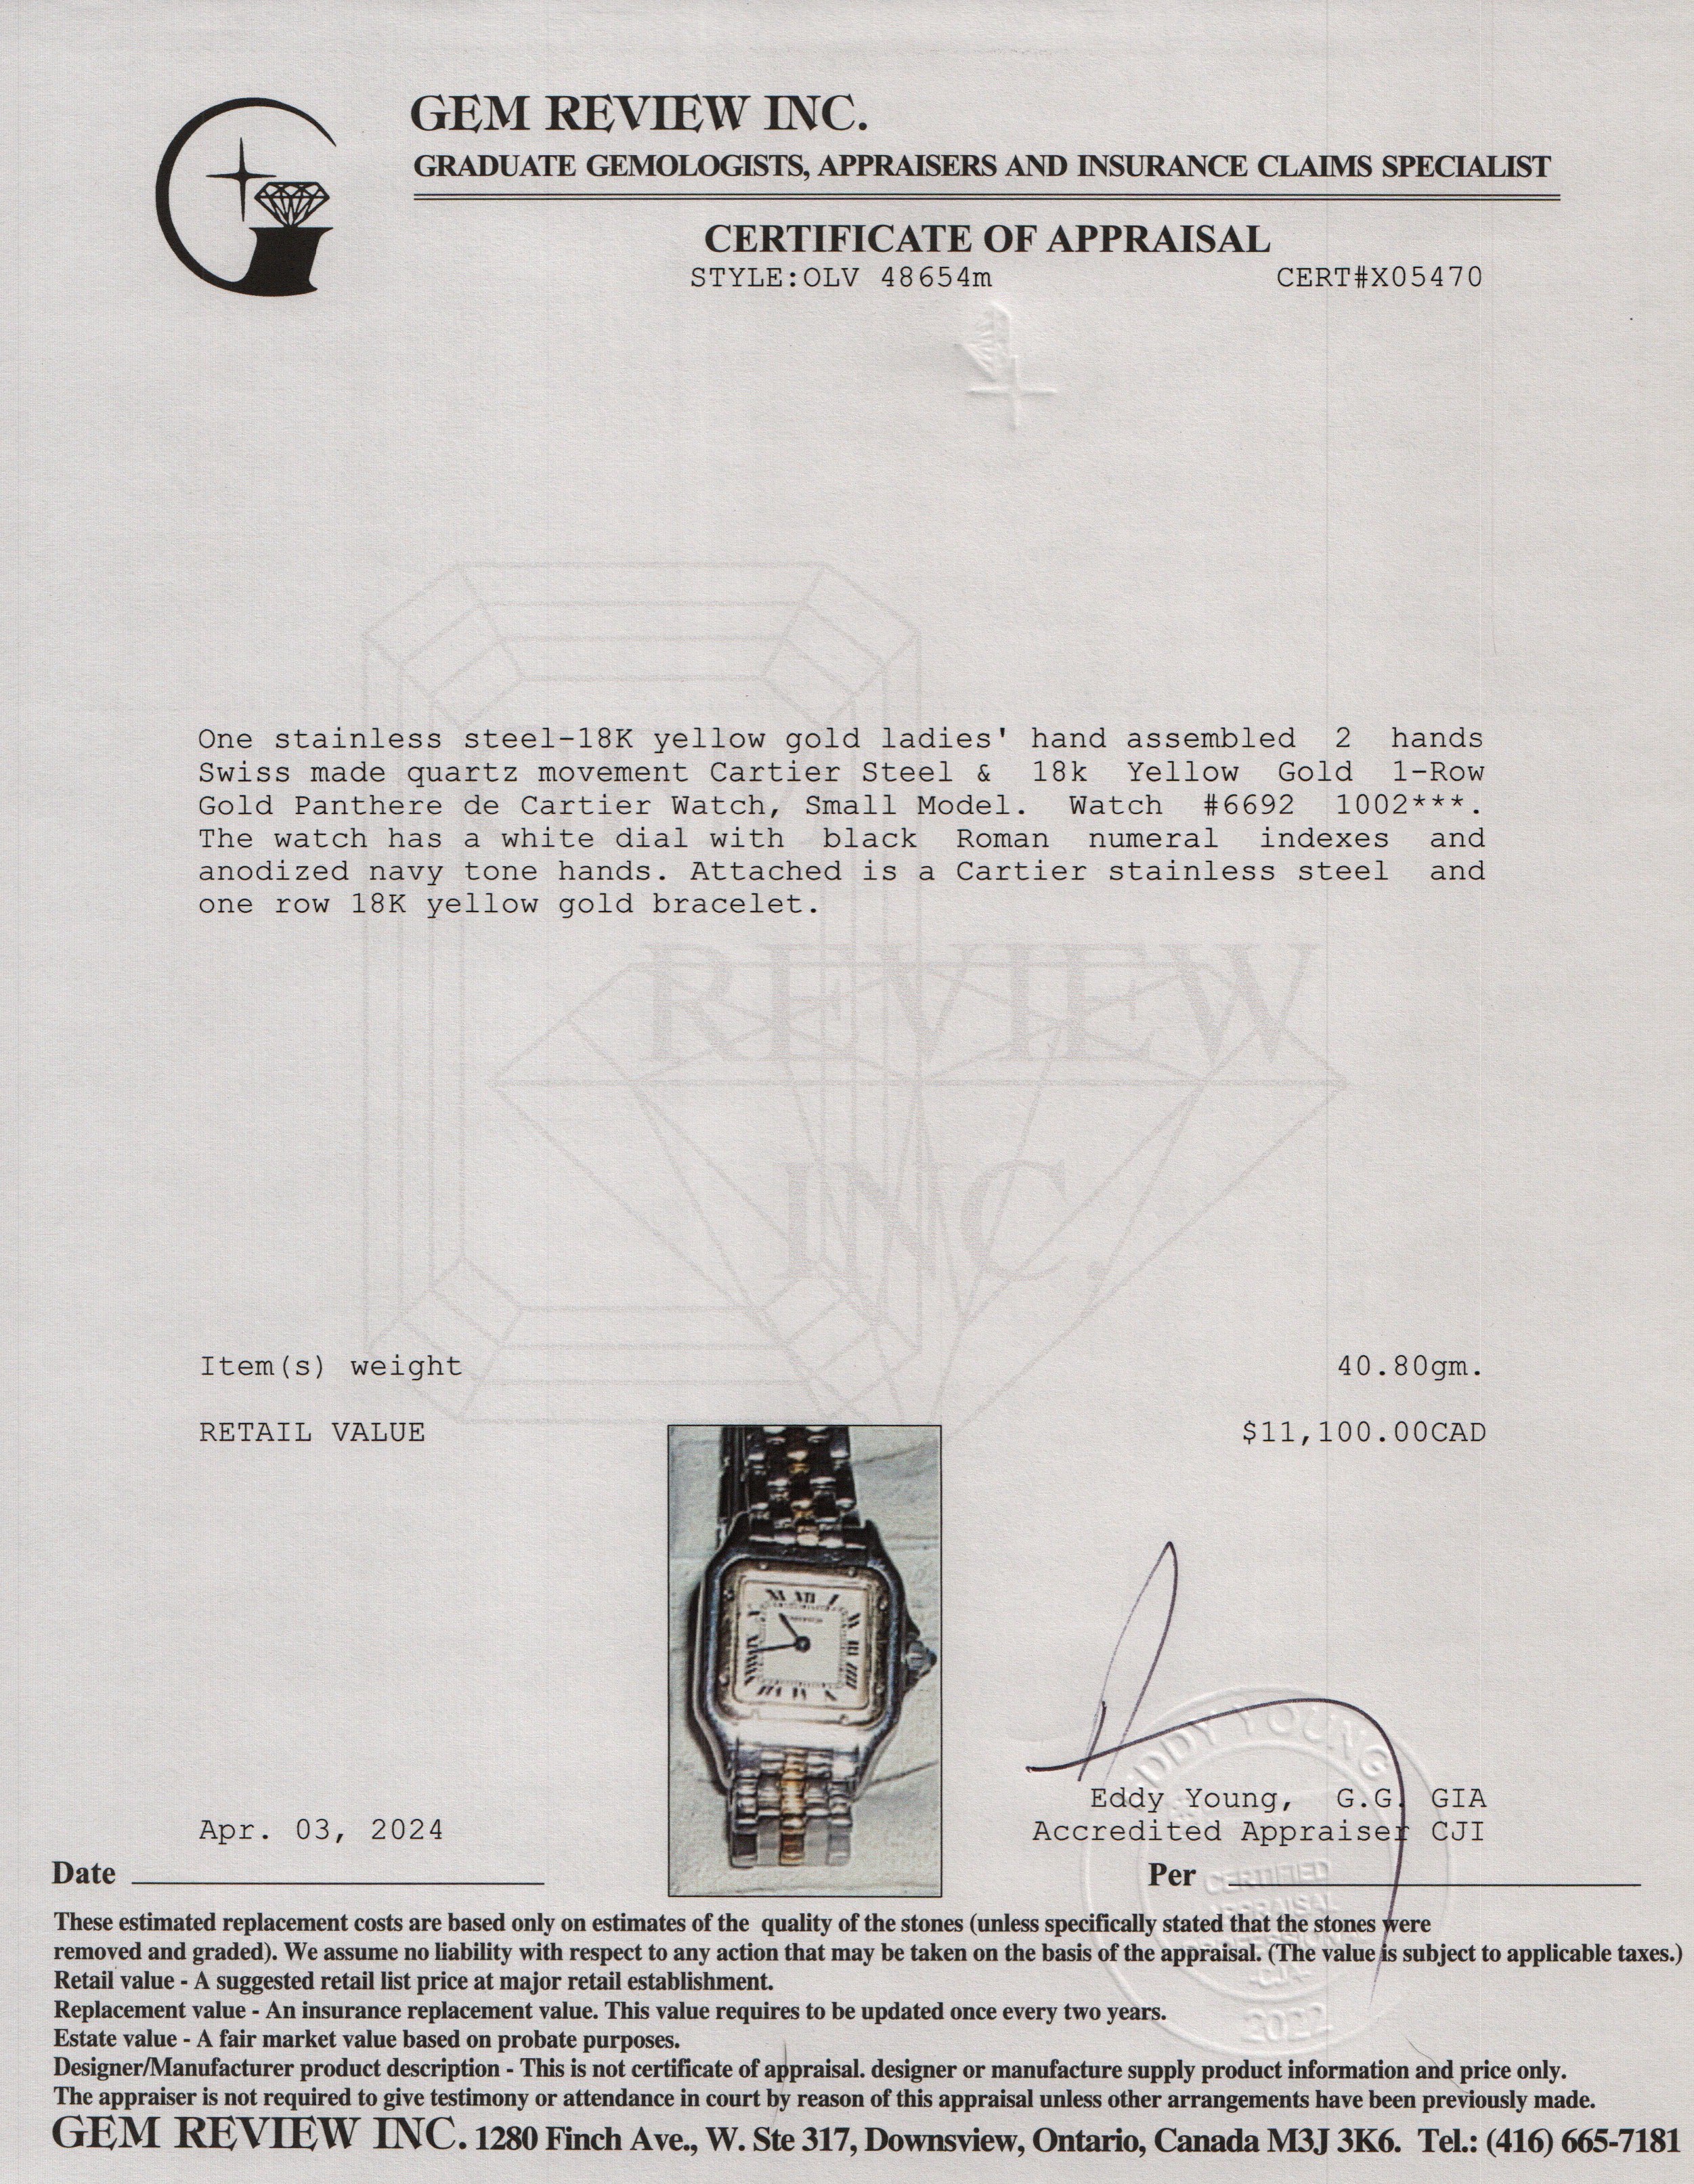 GEM REVIEW INC.
GRADUATE GEMOLOGISTS, APPRAISERS AND INSURANCE CLAIMS SPECIALIST
CERTIFICATE OF APPRAISAL
STYLE:OLV 48654m CERT#X05470
One stainless steel-18K yellow gold ladies' hand assembled 2 hands
Swiss made quartz movement Cartier Steel & 18k Yellow Gold 1-Row
Gold Panthere de Cartier Watch, Small Model. Watch #6692 1002***.
The watch has a white dial with black Roman numeral indexes and
anodized navy tone hands. Attached is a Cartier stainless steel and
one row 18K yellow gold bracelet.
REVIEW
INC.
Item(s) weight 40.80gm.
RETAIL VALUE $11,100.00CAD
EDDY YOUNG
Eddy Young, G.G. GIA
Apr. 03, 2024 Accredited Appraiser CJI
Date Per
CERTIFIED
APPRAISAL
PROFESSIONAL
CJA
2022
These estimated replacement costs are based only on estimates of the quality of the stones (unless specifically stated that the stones were
removed and graded). We assume no liability with respect to any action that may be taken on the basis of the appraisal. (The value is subject to applicable taxes.)
Retail value - A suggested retail list price at major retail establishment.
Replacement value - An insurance replacement value. This value requires to be updated once every two years.
Estate value - A fair market value based on probate purposes.
Designer/Manufacturer product description - This is not certificate of appraisal. designer or manufacture supply product information and price only.
The appraiser is not required to give testimony or attendance in court by reason of this appraisal unless other arrangements have been previously made.
GEM REVIEW INC. 1280 Finch Ave., W. Ste 317, Downsview, Ontario, Canada M3J 3K6. Tel.: (416) 665-7181